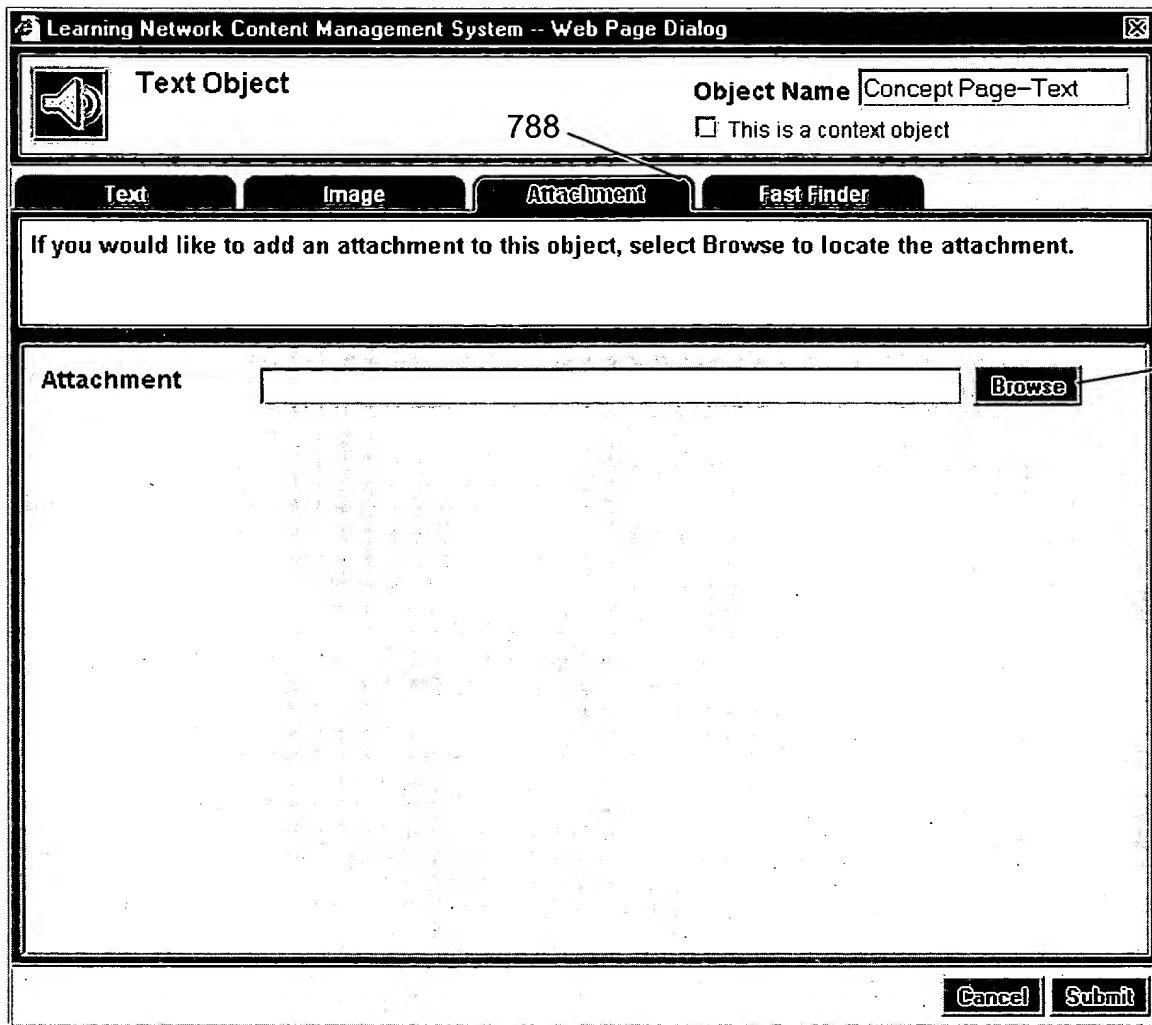 Learning Network Content Management System -- Web Page Dialog
Text Object
Object Name Concept Page-Text
788
This is a context object
Text Image Attachment Fast Finder
If you would like to add an attachment to this object, select Browse to locate the attachment.
Attachment Browse
Cancel Submit